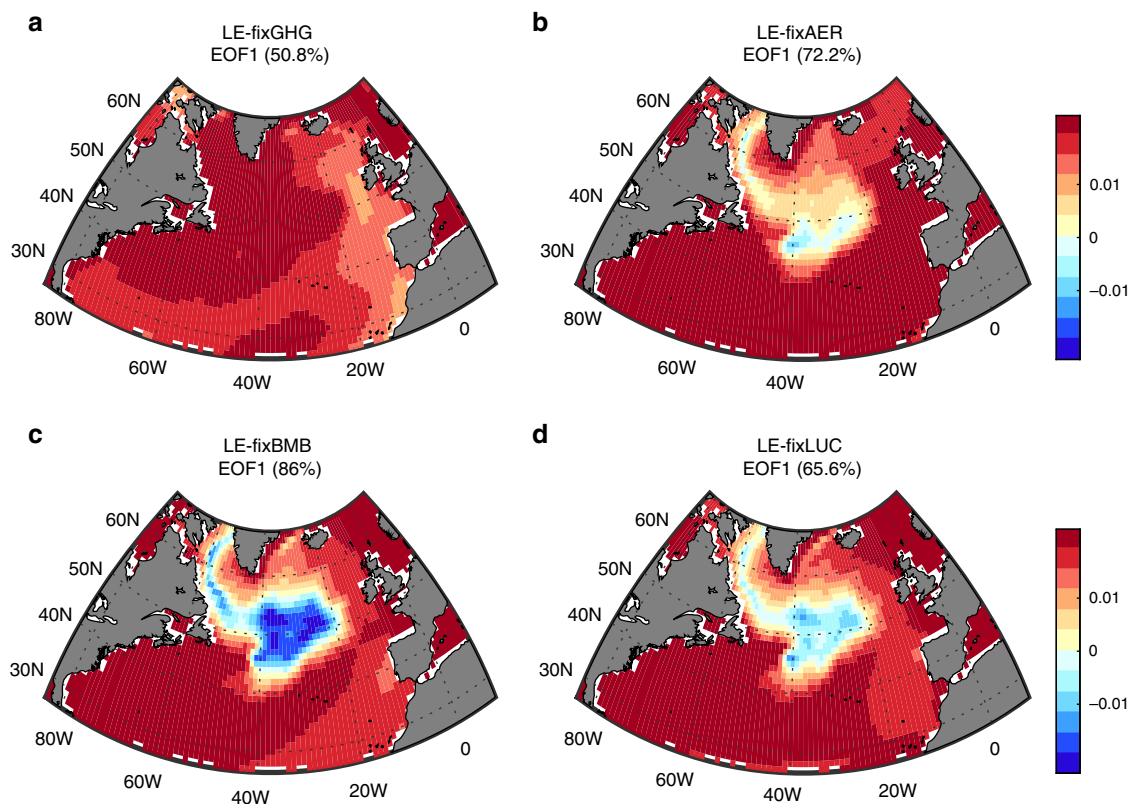 a
LE-fixGHG
EOF1 (50.8%)
60N
50N
40N
30N
80W
60W
40W
20W
0
b
LE-fixAER
EOF1 (72.2%)
60N
50N
40N
30N
80W
60W
40W
20W
0
0.01
0
−0.01
c
LE-fixBMB
EOF1 (86%)
60N
50N
40N
30N
80W
60W
40W
20W
0
d
LE-fixLUC
EOF1 (65.6%)
60N
50N
40N
30N
80W
60W
40W
20W
0
0.01
0
−0.01